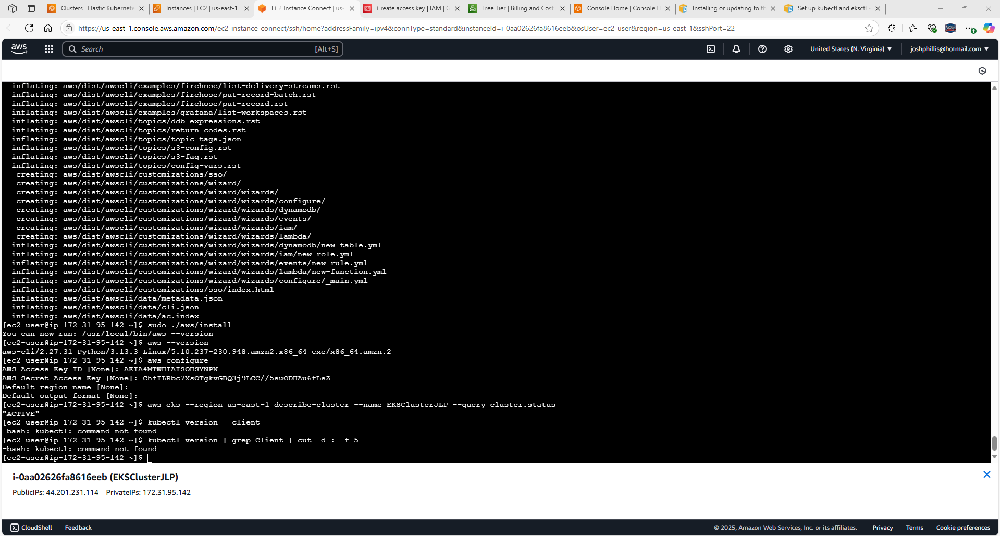 Clusters | Elastic Kubernete
Instances | EC2 | us-east-1
EC2 Instance Connect | us-
Create access key | IAM | G
Free Tier | Billing and Cost
Console Home | Console H
Installing or updating to th
Set up kubectl and eksctl -
https://us-east-1.console.aws.amazon.com/ec2-instance-connect/ssh/home?addressFamily=ipv4&connType=standard&instanceId=i-0aa02626fa8616eeb&osUser=ec2-user&region=us-east-1&sshPort=22
aws
Search
[Alt+S]
United States (N. Virginia)
joshphillis@hotmail.com
inflating: aws/dist/awscli/examples/firehose/list-delivery-streams.rst
inflating: aws/dist/awscli/examples/firehose/put-record-batch.rst
inflating: aws/dist/awscli/examples/firehose/put-record.rst
inflating: aws/dist/awscli/examples/grafana/list-workspaces.rst
inflating: aws/dist/awscli/topics/ddb-expressions.rst
inflating: aws/dist/awscli/topics/return-codes.rst
inflating: aws/dist/awscli/topics/topic-tags.json
inflating: aws/dist/awscli/topics/s3-config.rst
inflating: aws/dist/awscli/topics/s3-faq.rst
inflating: aws/dist/awscli/topics/config-vars.rst
creating: aws/dist/awscli/customizations/sso/
creating: aws/dist/awscli/customizations/wizard/
creating: aws/dist/awscli/customizations/wizard/wizards/
creating: aws/dist/awscli/customizations/wizard/wizards/configure/
creating: aws/dist/awscli/customizations/wizard/wizards/dynamodb/
creating: aws/dist/awscli/customizations/wizard/wizards/events/
creating: aws/dist/awscli/customizations/wizard/wizards/iam/
creating: aws/dist/awscli/customizations/wizard/wizards/lambda/
inflating: aws/dist/awscli/customizations/wizard/wizards/dynamodb/new-table.yml
inflating: aws/dist/awscli/customizations/wizard/wizards/iam/new-role.yml
inflating: aws/dist/awscli/customizations/wizard/wizards/events/new-rule.yml
inflating: aws/dist/awscli/customizations/wizard/wizards/lambda/new-function.yml
inflating: aws/dist/awscli/customizations/wizard/wizards/configure/_main.yml
inflating: aws/dist/awscli/customizations/sso/index.html
inflating: aws/dist/awscli/data/metadata.json
inflating: aws/dist/awscli/data/cli.json
inflating: aws/dist/awscli/data/ac.index
[ec2-user@ip-172-31-95-142 ~]$ sudo ./aws/install
You can now run: /usr/local/bin/aws --version
[ec2-user@ip-172-31-95-142 ~]$ aws --version
aws-cli/2.27.31 Python/3.13.3 Linux/5.10.237-230.948.amzn2.x86_64 exe/x86_64.amzn.2
[ec2-user@ip-172-31-95-142 ~]$ aws configure
AWS Access Key ID [None]: AKIA4MTWHIAISOHSYNPN
AWS Secret Access Key [None]: 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
Default region name [None]:
Default output format [None]:
[ec2-user@ip-172-31-95-142 ~]$ aws eks --region us-east-1 describe-cluster --name EKSClusterJLP --query cluster.status
"ACTIVE"
[ec2-user@ip-172-31-95-142 ~]$ kubectl version --client
-bash: kubectl: command not found
[ec2-user@ip-172-31-95-142 ~]$ kubectl version | grep Client | cut -d : -f 5
-bash: kubectl: command not found
[ec2-user@ip-172-31-95-142 ~]$
i-0aa02626fa8616eeb (EKSClusterJLP)
PublicIPs: 44.201.231.114 PrivateIPs: 172.31.95.142
CloudShell
Feedback
© 2025, Amazon Web Services, Inc. or its affiliates.
Privacy
Terms
Cookie preferences